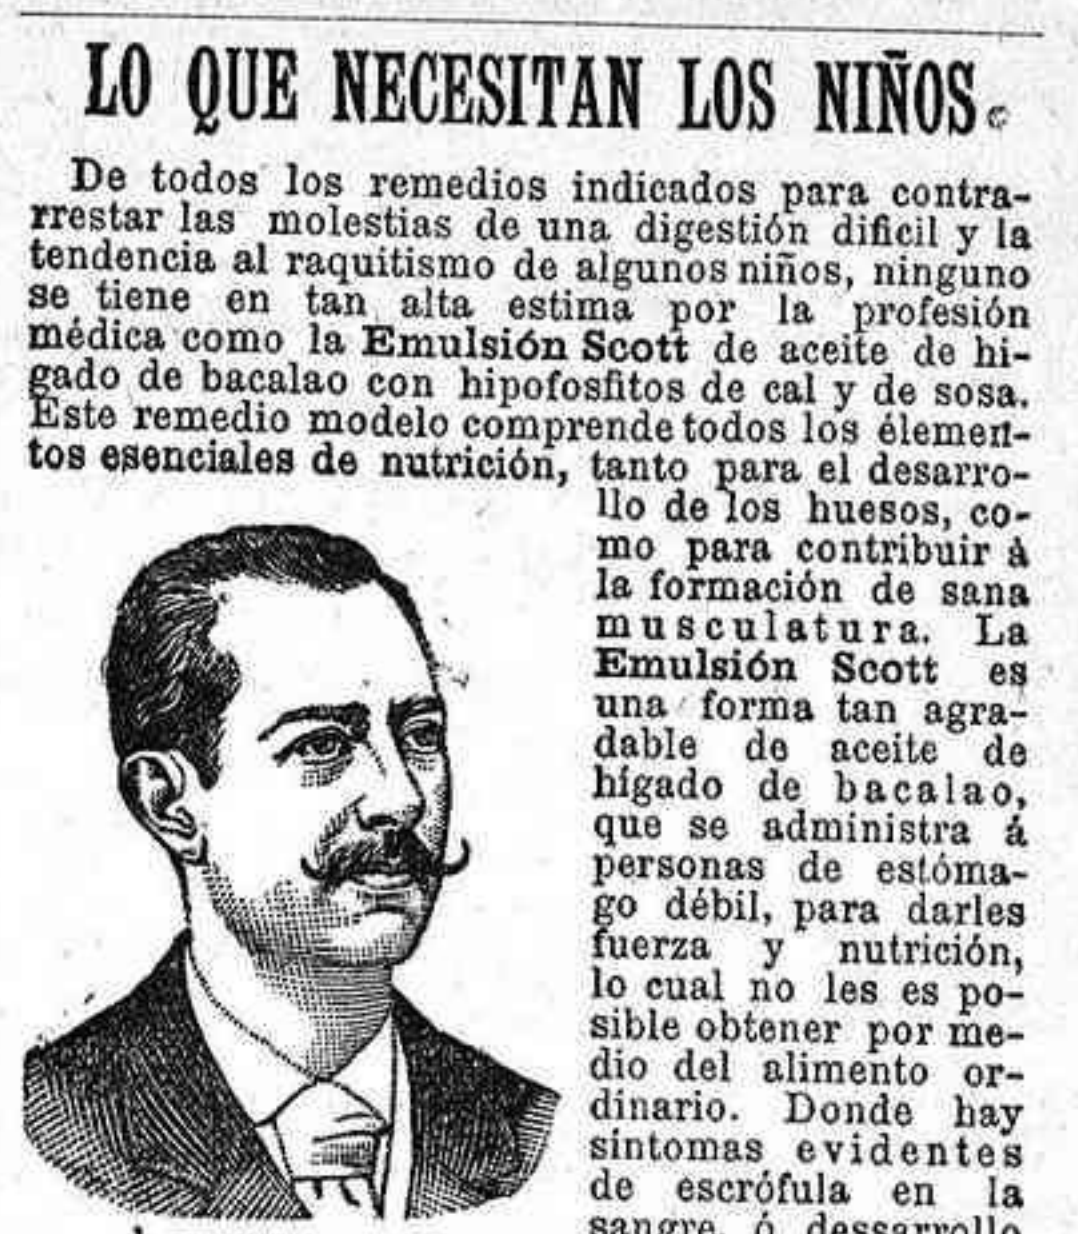 LO QUE NECESITAN LOS NIÑOS.
De todos los remedios indicados para contra-
rrestar las molestias de una digestión dificil y la
tendencia al raquitismo de algunos niños, ninguno
se tiene en tan alta estima por la profesión
médica como la Emulsión Scott de aceite de hi-
gado de bacalao con hipofosfitos de cal y de sosa.
Este remedio modelo comprende todos los élemen-
tos esenciales de nutrición, tanto para el desarro-
llo de los huesos, co-
mo para contribuir à
la formación de sana
musculatura. La
Emulsión Scott es
una forma tan agra-
dable de aceite de
hígado de bacalao,
que se administra á
personas de estóma-
go débil, para darles
fuerza y nutrición,
lo cual no les es po-
sible obtener por me-
dio del alimento or-
dinario. Donde hay
sintomas evidentes
de escrófula en la
sangre, ó dessarrollo